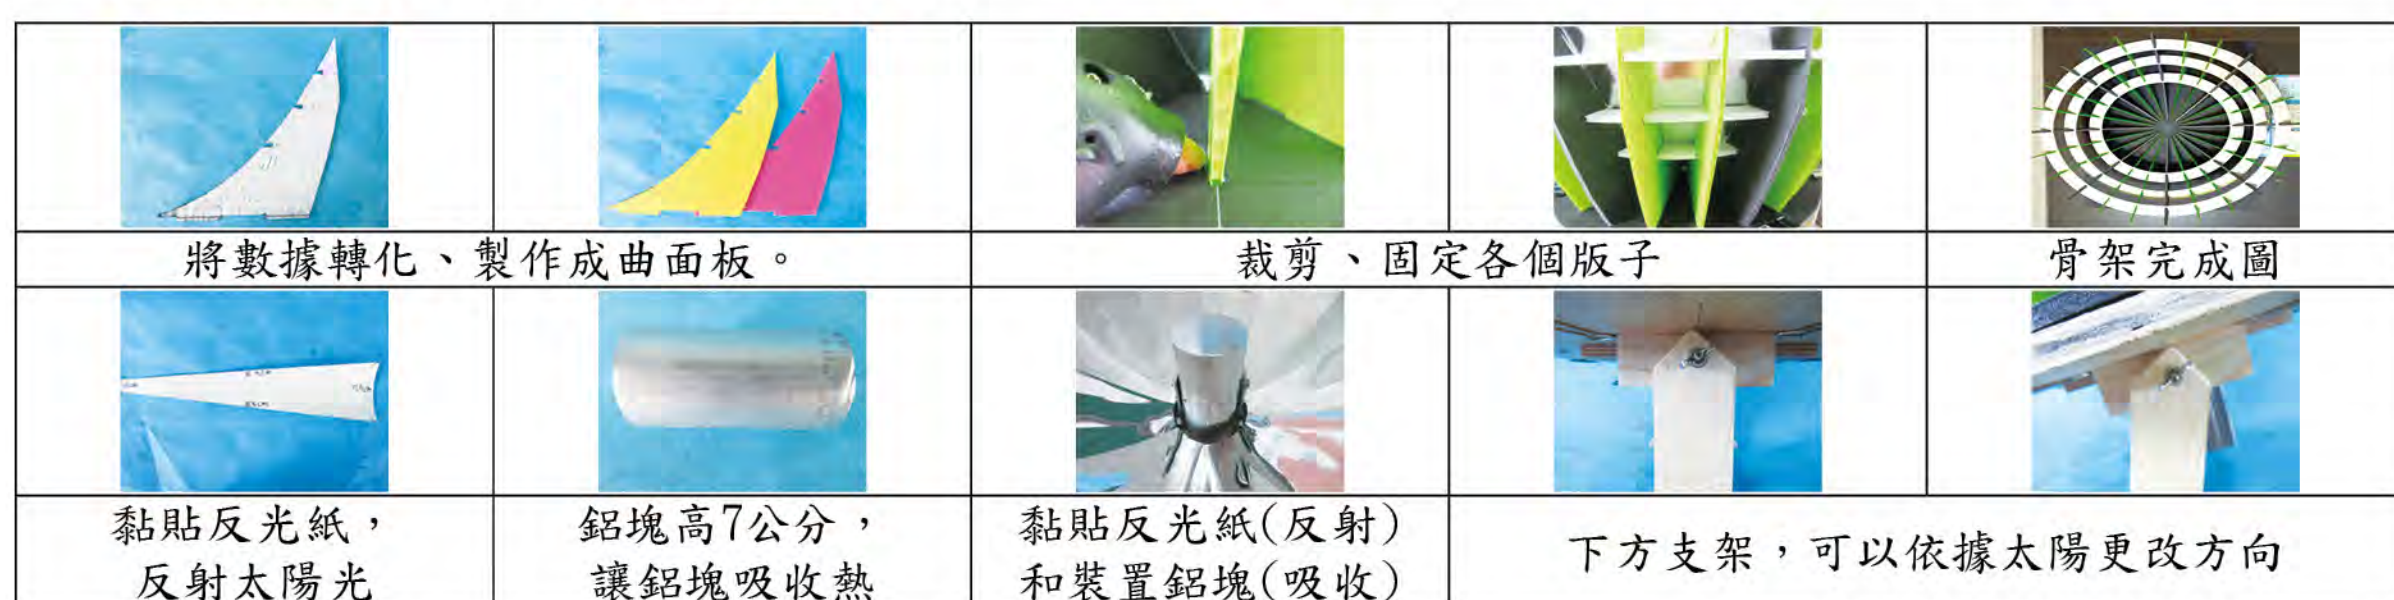 將數據轉化、製作成曲面板。
裁剪、固定各個版子
骨架完成圖
黏貼反光紙，
反射太陽光
鋁塊高7公分，
讓鋁塊吸收熱
黏貼反光紙(反射)
和裝置鋁塊(吸收)
下方支架，可以依據太陽更改方向